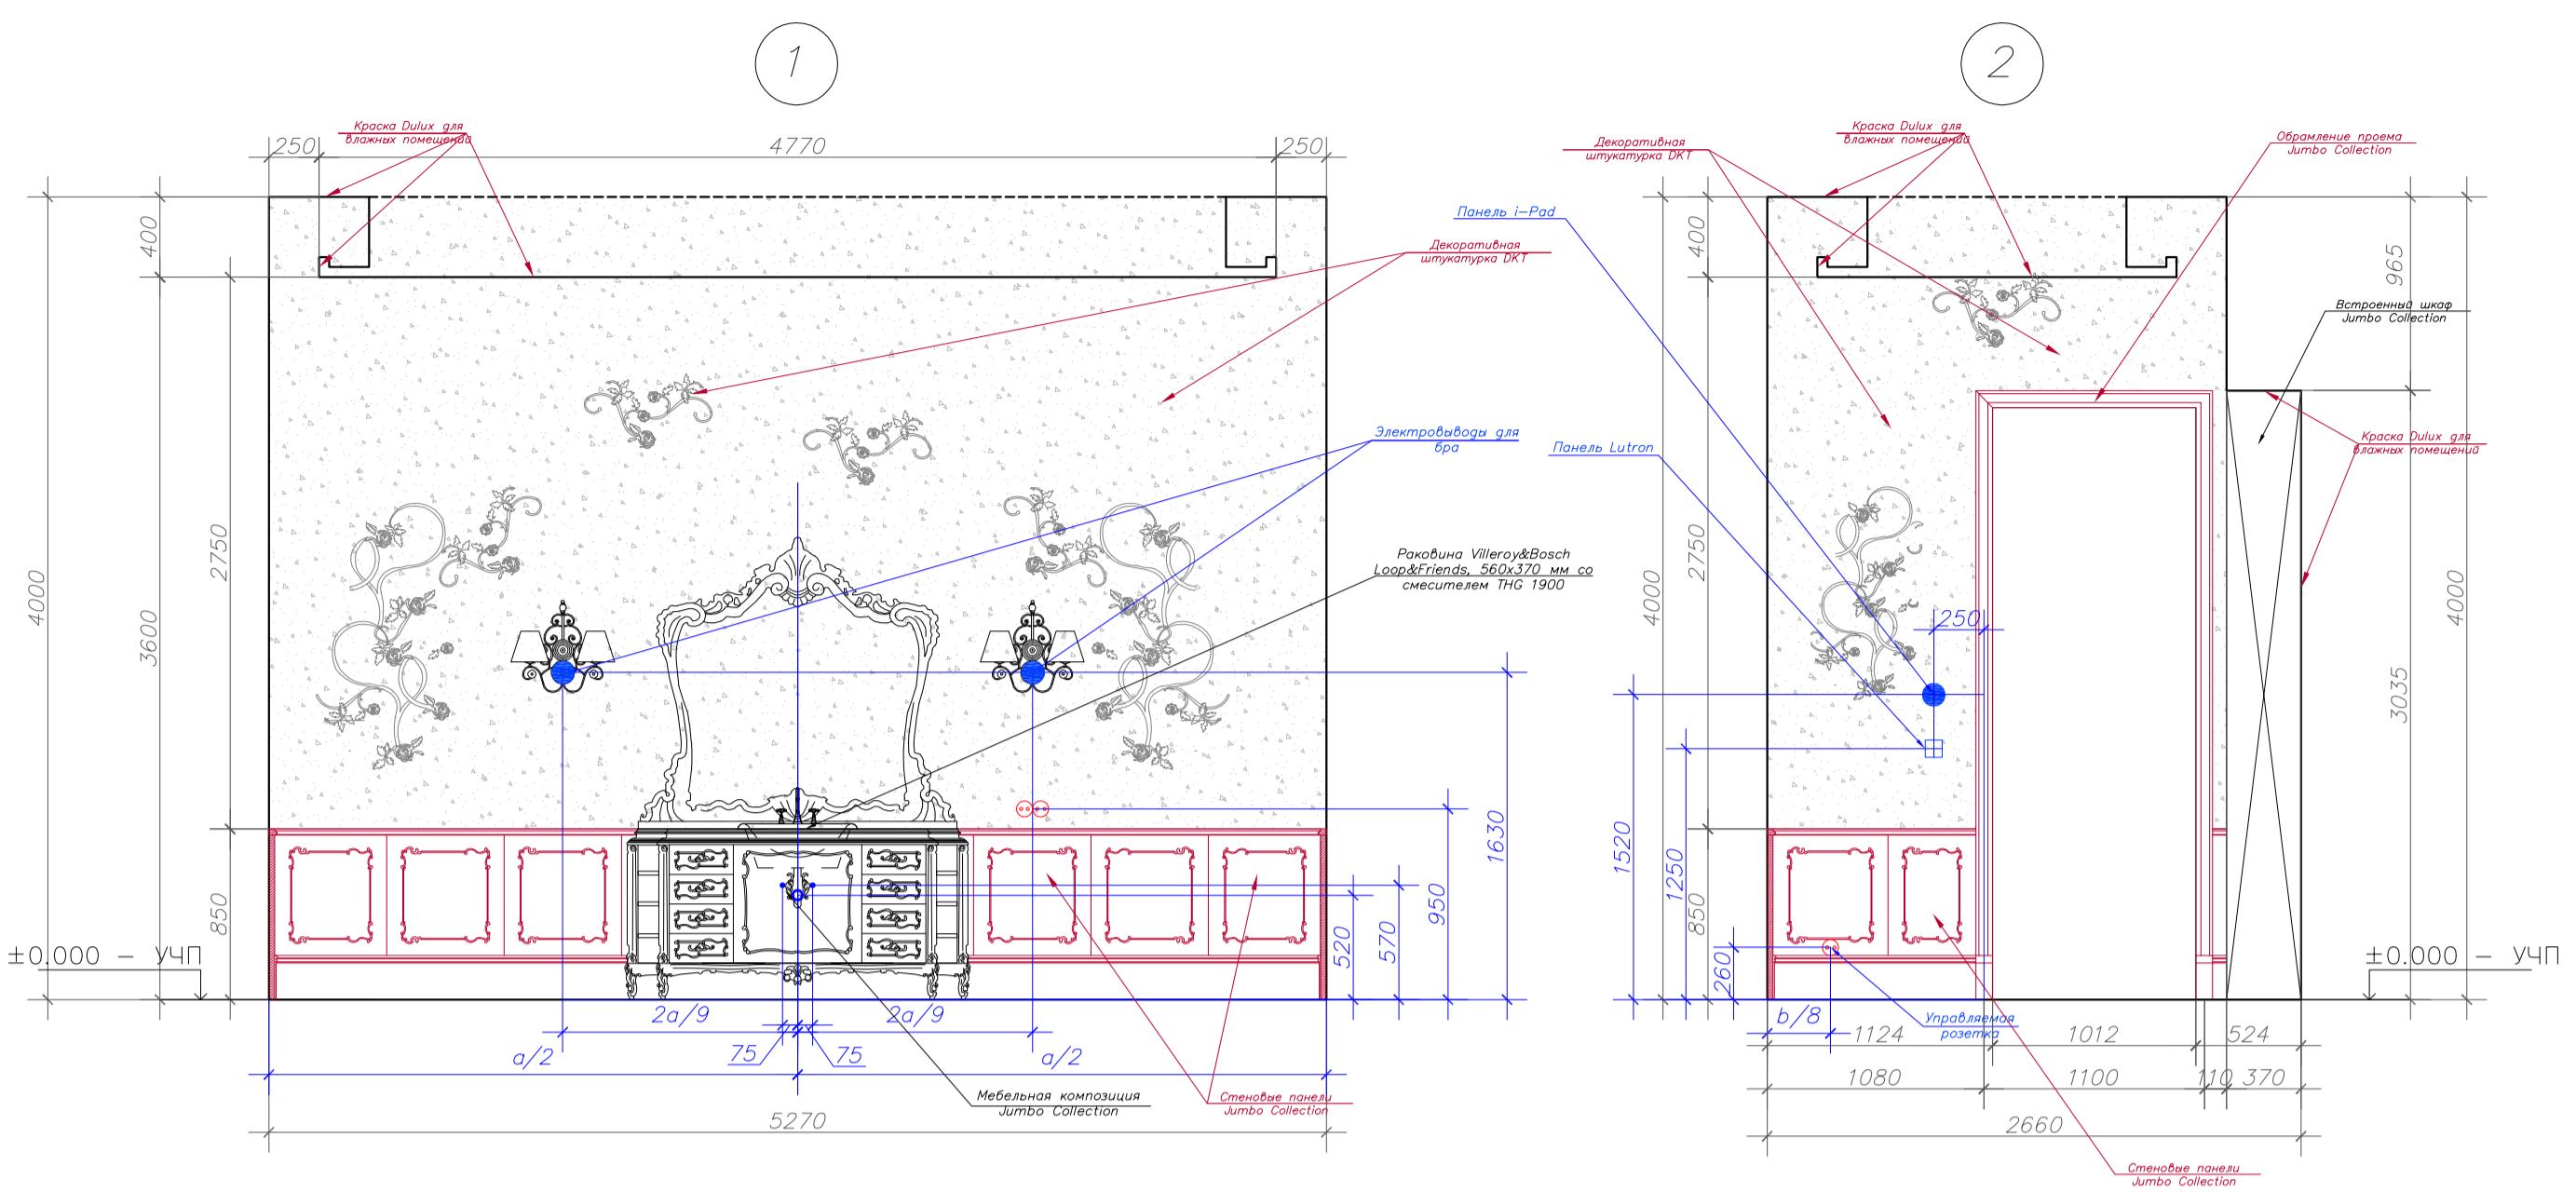 1
2
Краска Dulux для
влажных помещений
250
4770
250
400
4000
3600
2750
850
±0.000 – УЧП
Декоративная
штукатурка DKT
Электровыводы для
бра
Раковина Villeroy&Bosch
Loop&Friends, 560x370 мм со
смесителем THG 1900
1630
950
570
520
2a/9
2a/9
75
75
a/2
a/2
5270
Мебельная композиция
Jumbo Collection
Стеновые панели
Jumbo Collection
Декоративная
штукатурка DKT
Краска Dulux для
влажных помещений
Обрамление проема
Jumbo Collection
Панель i-Pad
Панель Lutron
Встроенный шкаф
Jumbo Collection
Краска Dulux для
влажных помещений
400
2750
4000
850
250
1520
1250
260
965
3035
4000
±0.000 – УЧП
b/8
Управляемая
розетка
1124
1012
524
1080
1100
110
370
2660
Стеновые панели
Jumbo Collection